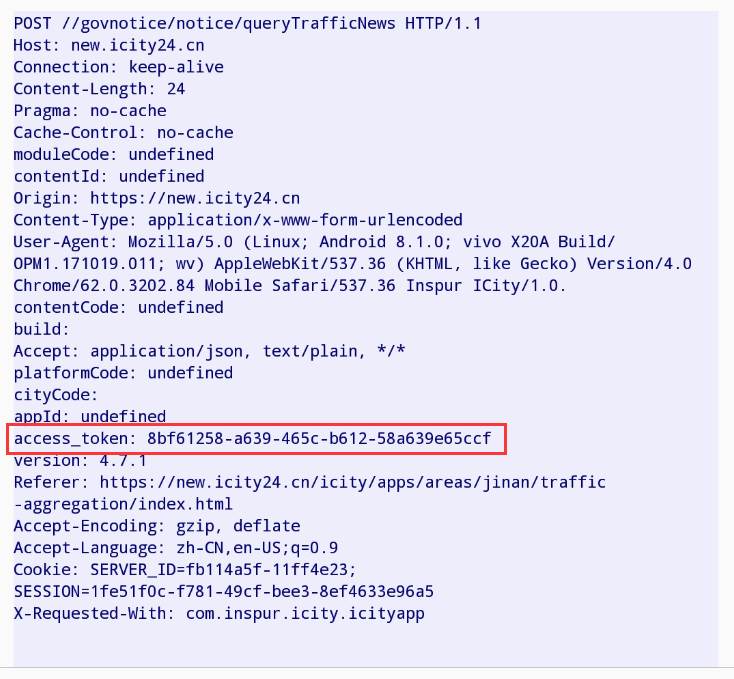 POST //govnotice/notice/queryTrafficNews HTTP/1.1
Host: new.icity24.cn
Connection: keep-alive
Content-Length: 24
Pragma: no-cache
Cache-Control: no-cache
moduleCode: undefined
contentId: undefined
Origin: https://new.icity24.cn
Content-Type: application/x-www-form-urlencoded
User-Agent: Mozilla/5.0 (Linux; Android 8.1.0; vivo X20A Build/
OPM1.171019.011; wv) AppleWebKit/537.36 (KHTML, like Gecko) Version/4.0
Chrome/62.0.3202.84 Mobile Safari/537.36 Inspur ICity/1.0.
contentCode: undefined
build:
Accept: application/json, text/plain, */*
platformCode: undefined
cityCode:
appId: undefined
access_token: 8bf61258-a639-465c-b612-58a639e65ccf
version: 4.7.1
Referer: https://new.icity24.cn/icity/apps/areas/jinan/traffic
-aggregation/index.html
Accept-Encoding: gzip, deflate
Accept-Language: zh-CN,en-US;q=0.9
Cookie: SERVER_ID=fb114a5f-11ff4e23;
SESSION=1fe51f0c-f781-49cf-bee3-8ef4633e96a5
X-Requested-With: com.inspur.icity.icityapp